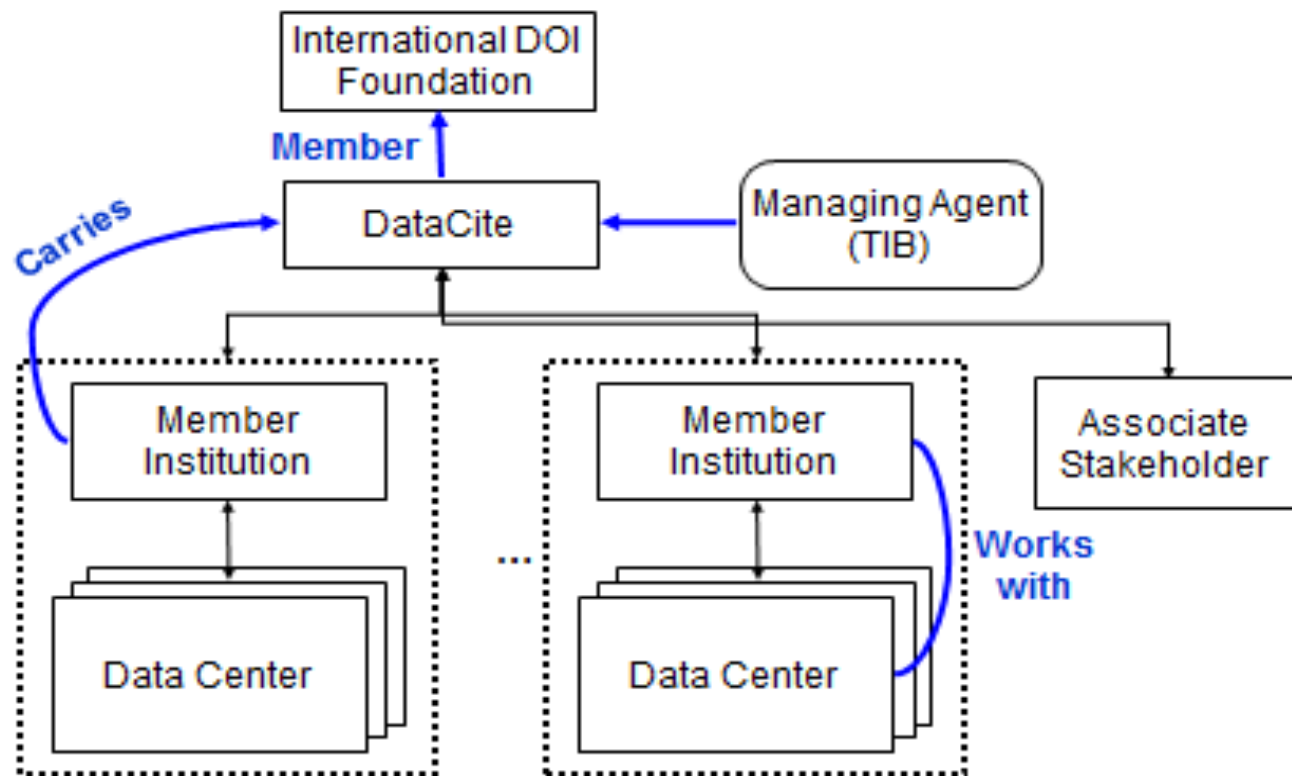 International DOI
Foundation
Member
DataCite
Managing Agent
(TIB)
Carries
Member
Institution
Member
Institution
Associate
Stakeholder
...
Works
with
Data Center
Data Center